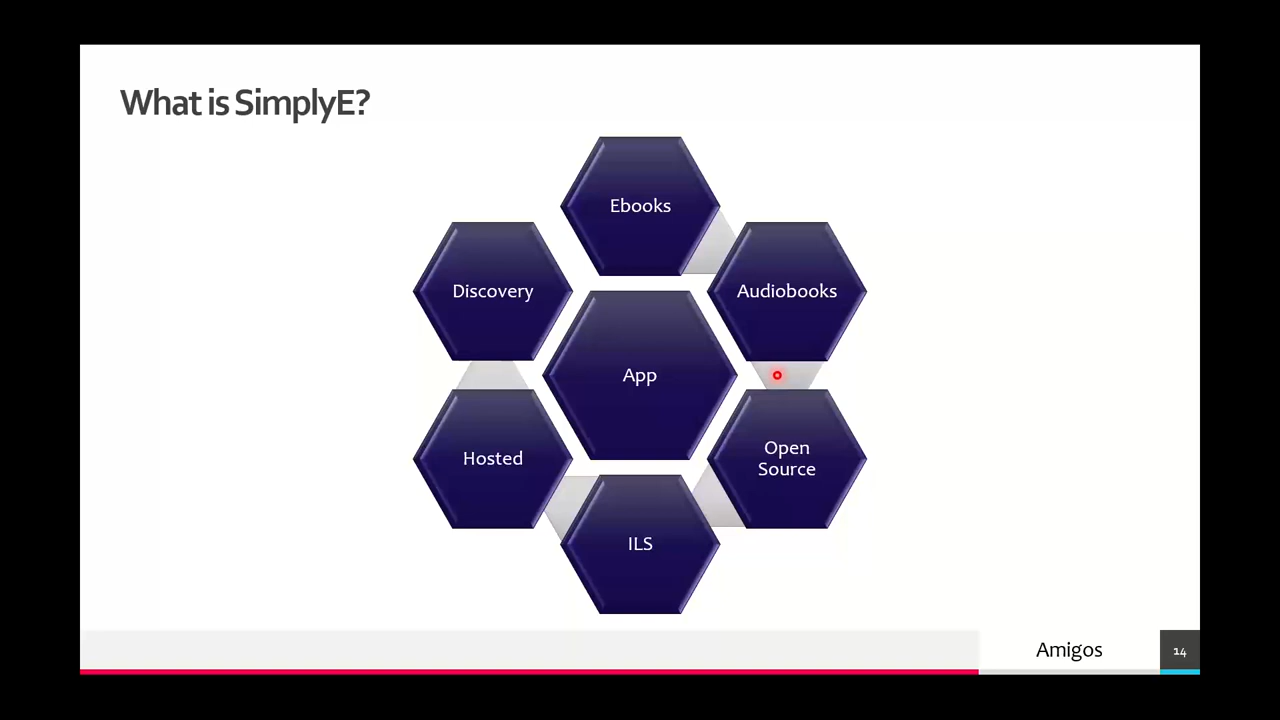 What is SimplyE?
Ebooks
Discovery
Audiobooks
App
Hosted
Open
Source
ILS
Amigos
14